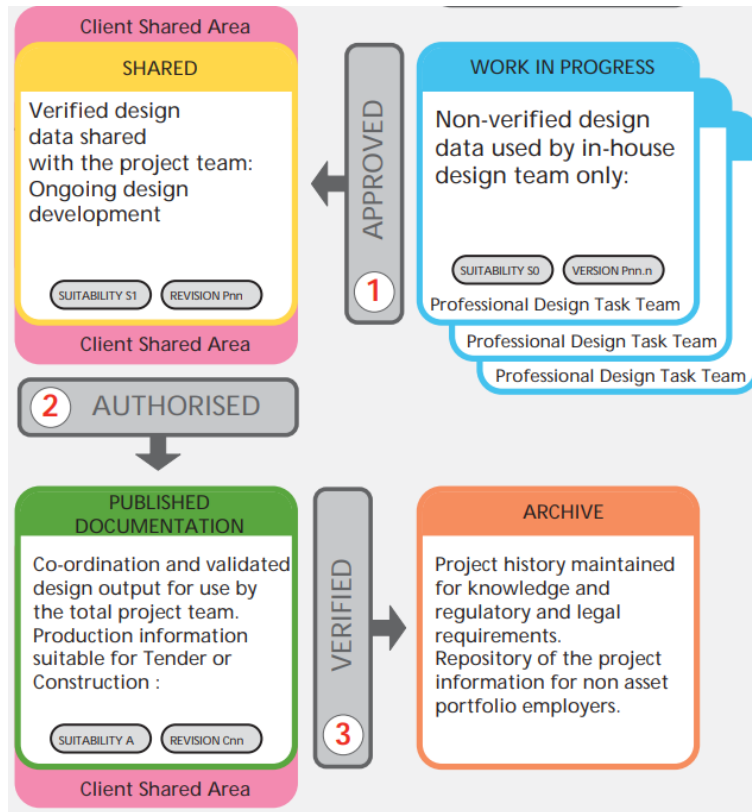 Client Shared Area
SHARED
Verified design
data shared
with the project team:
Ongoing design
development
SUITABILITY S1
REVISION Pnn
Client Shared Area
APPROVED
1
WORK IN PROGRESS
Non-verified design
data used by in-house
design team only:
SUITABILITY S0
VERSION Pnn.n
Professional Design Task Team
Professional Design Task Team
Professional Design Task Team
2 AUTHORISED
PUBLISHED
DOCUMENTATION
Co-ordination and validated
design output for use by
the total project team.
Production information
suitable for Tender or
Construction :
SUITABILITY A
REVISION Cnn
Client Shared Area
VERIFIED
3
ARCHIVE
Project history maintained
for knowledge and
regulatory and legal
requirements.
Repository of the project
information for non asset
portfolio employers.